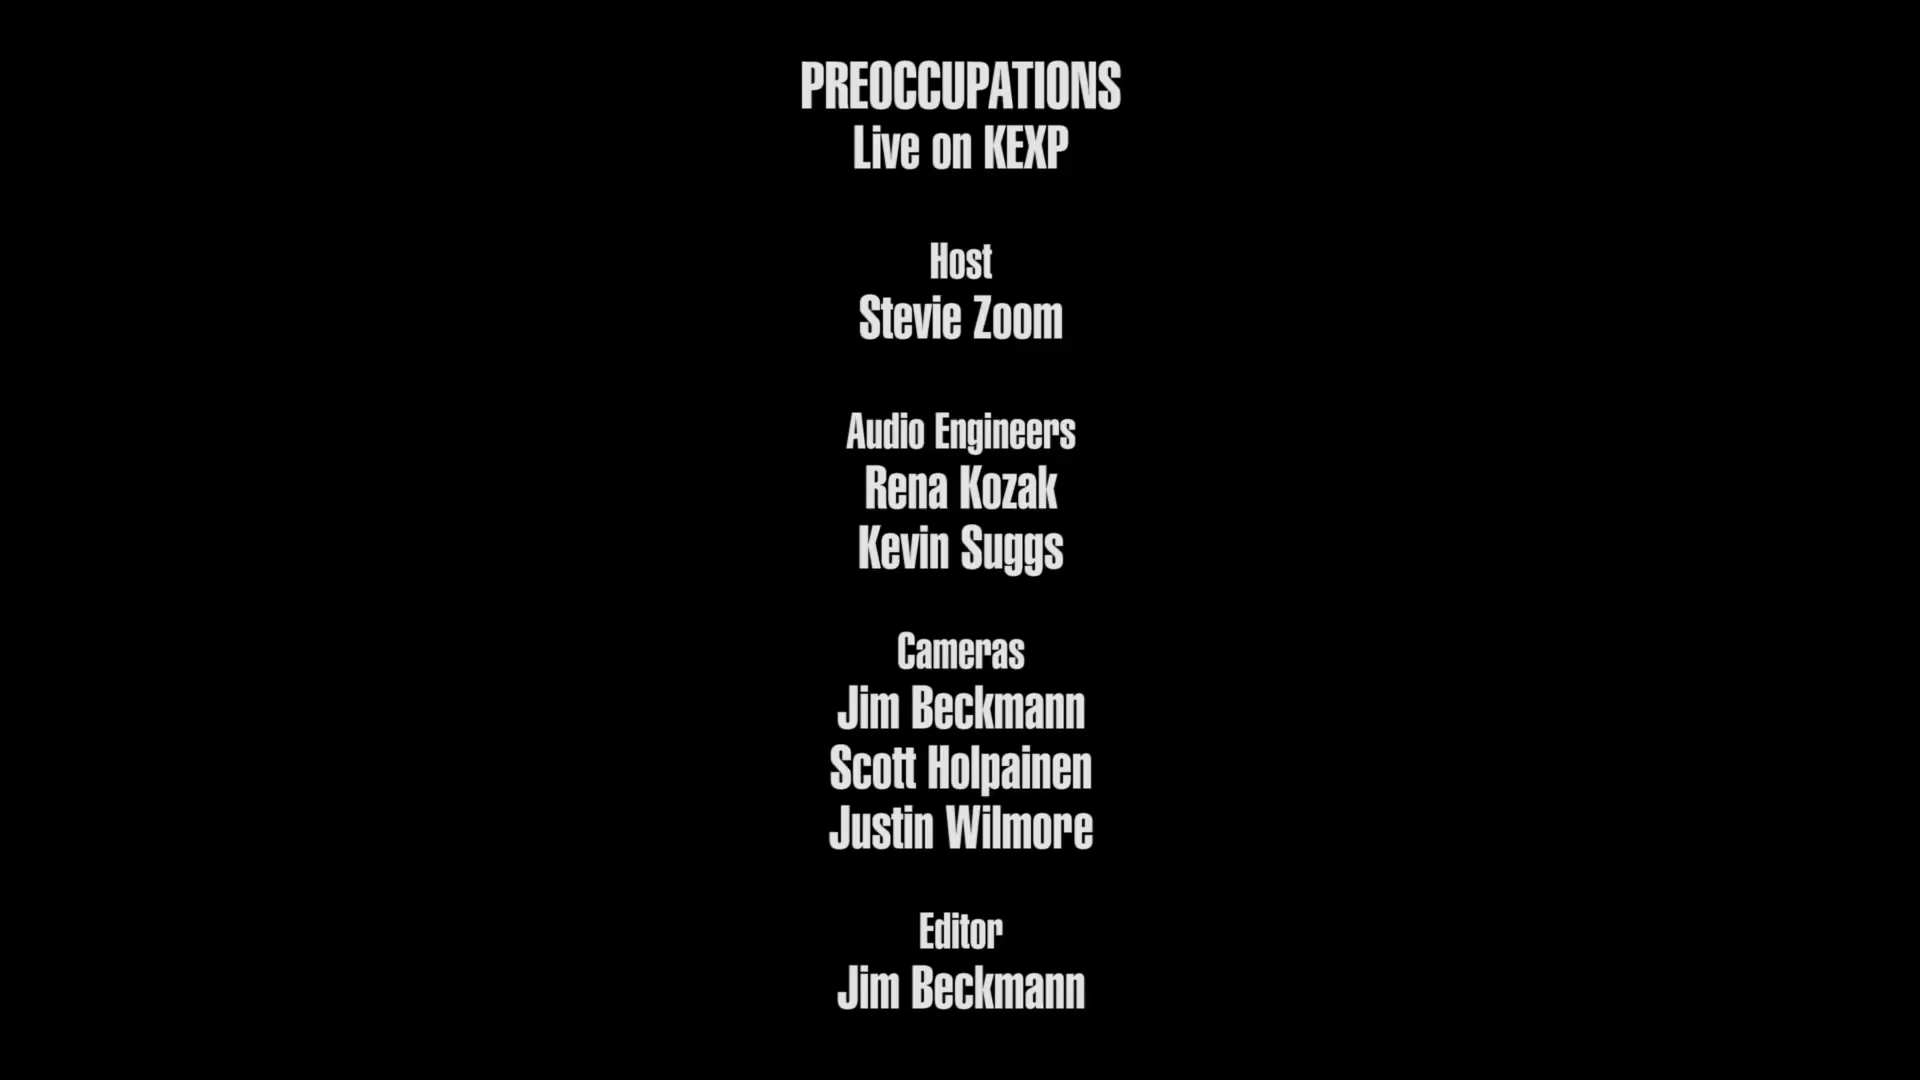 PREOCCUPATIONS
Live on KEXP
Host
Stevie Zoom
Audio Engineers
Rena Kozak
Kevin Suggs
Cameras
Jim Beckmann
Scott Holpainen
Justin Wilmore
Editor
Jim Beckmann